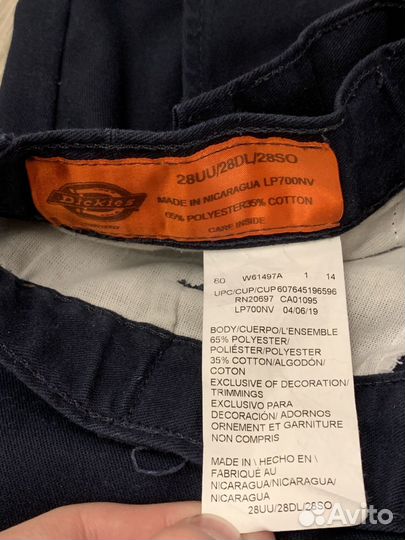 28UU/28DL/28SO
MADE IN NICARAGUA LP700NV
65% POLYESTER35% COTTON
CARE INSIDE
Dickies
60 W61497A 1 14
UPC/CUP/CUP 607645196596
RN20697 CA01095
LP700NV 04/06/19
BODY/CUERPO/L'ENSEMBLE
65% POLYESTER/
POLIÉSTER/POLYESTER
35% COTTON/ALGODÓN/
COTON
EXCLUSIVE OF DECORATION/
TRIMMINGS
EXCLUSIVO PARA
DECORACIÓN/ ADORNOS
ORNEMENT ET GARNITURE
NON COMPRIS
MADE IN \ HECHO EN \
FABRIQUÉ AU
NICARAGUA/NICARAGUA/
NICARAGUA
28UU/28DL/28SO
Avito